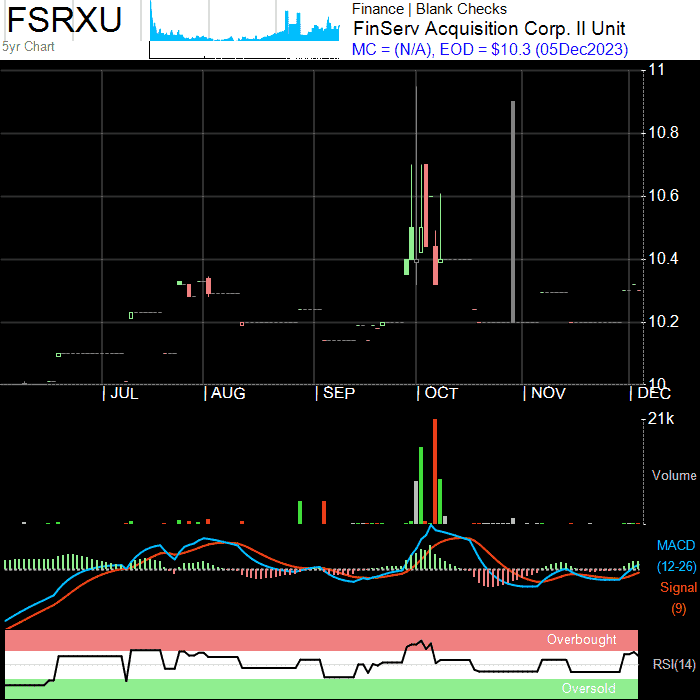 FSRXU
5yr Chart
Finance | Blank Checks
FinServ Acquisition Corp. II Unit
MC = (N/A), EOD = $10.3 (05Dec2023)
11
10.8
10.6
10.4
10.2
10
| JUL | AUG | SEP | OCT | NOV | DEC
21k
Volume
MACD
(12-26)
Signal
(9)
Overbought
RSI(14)
Oversold